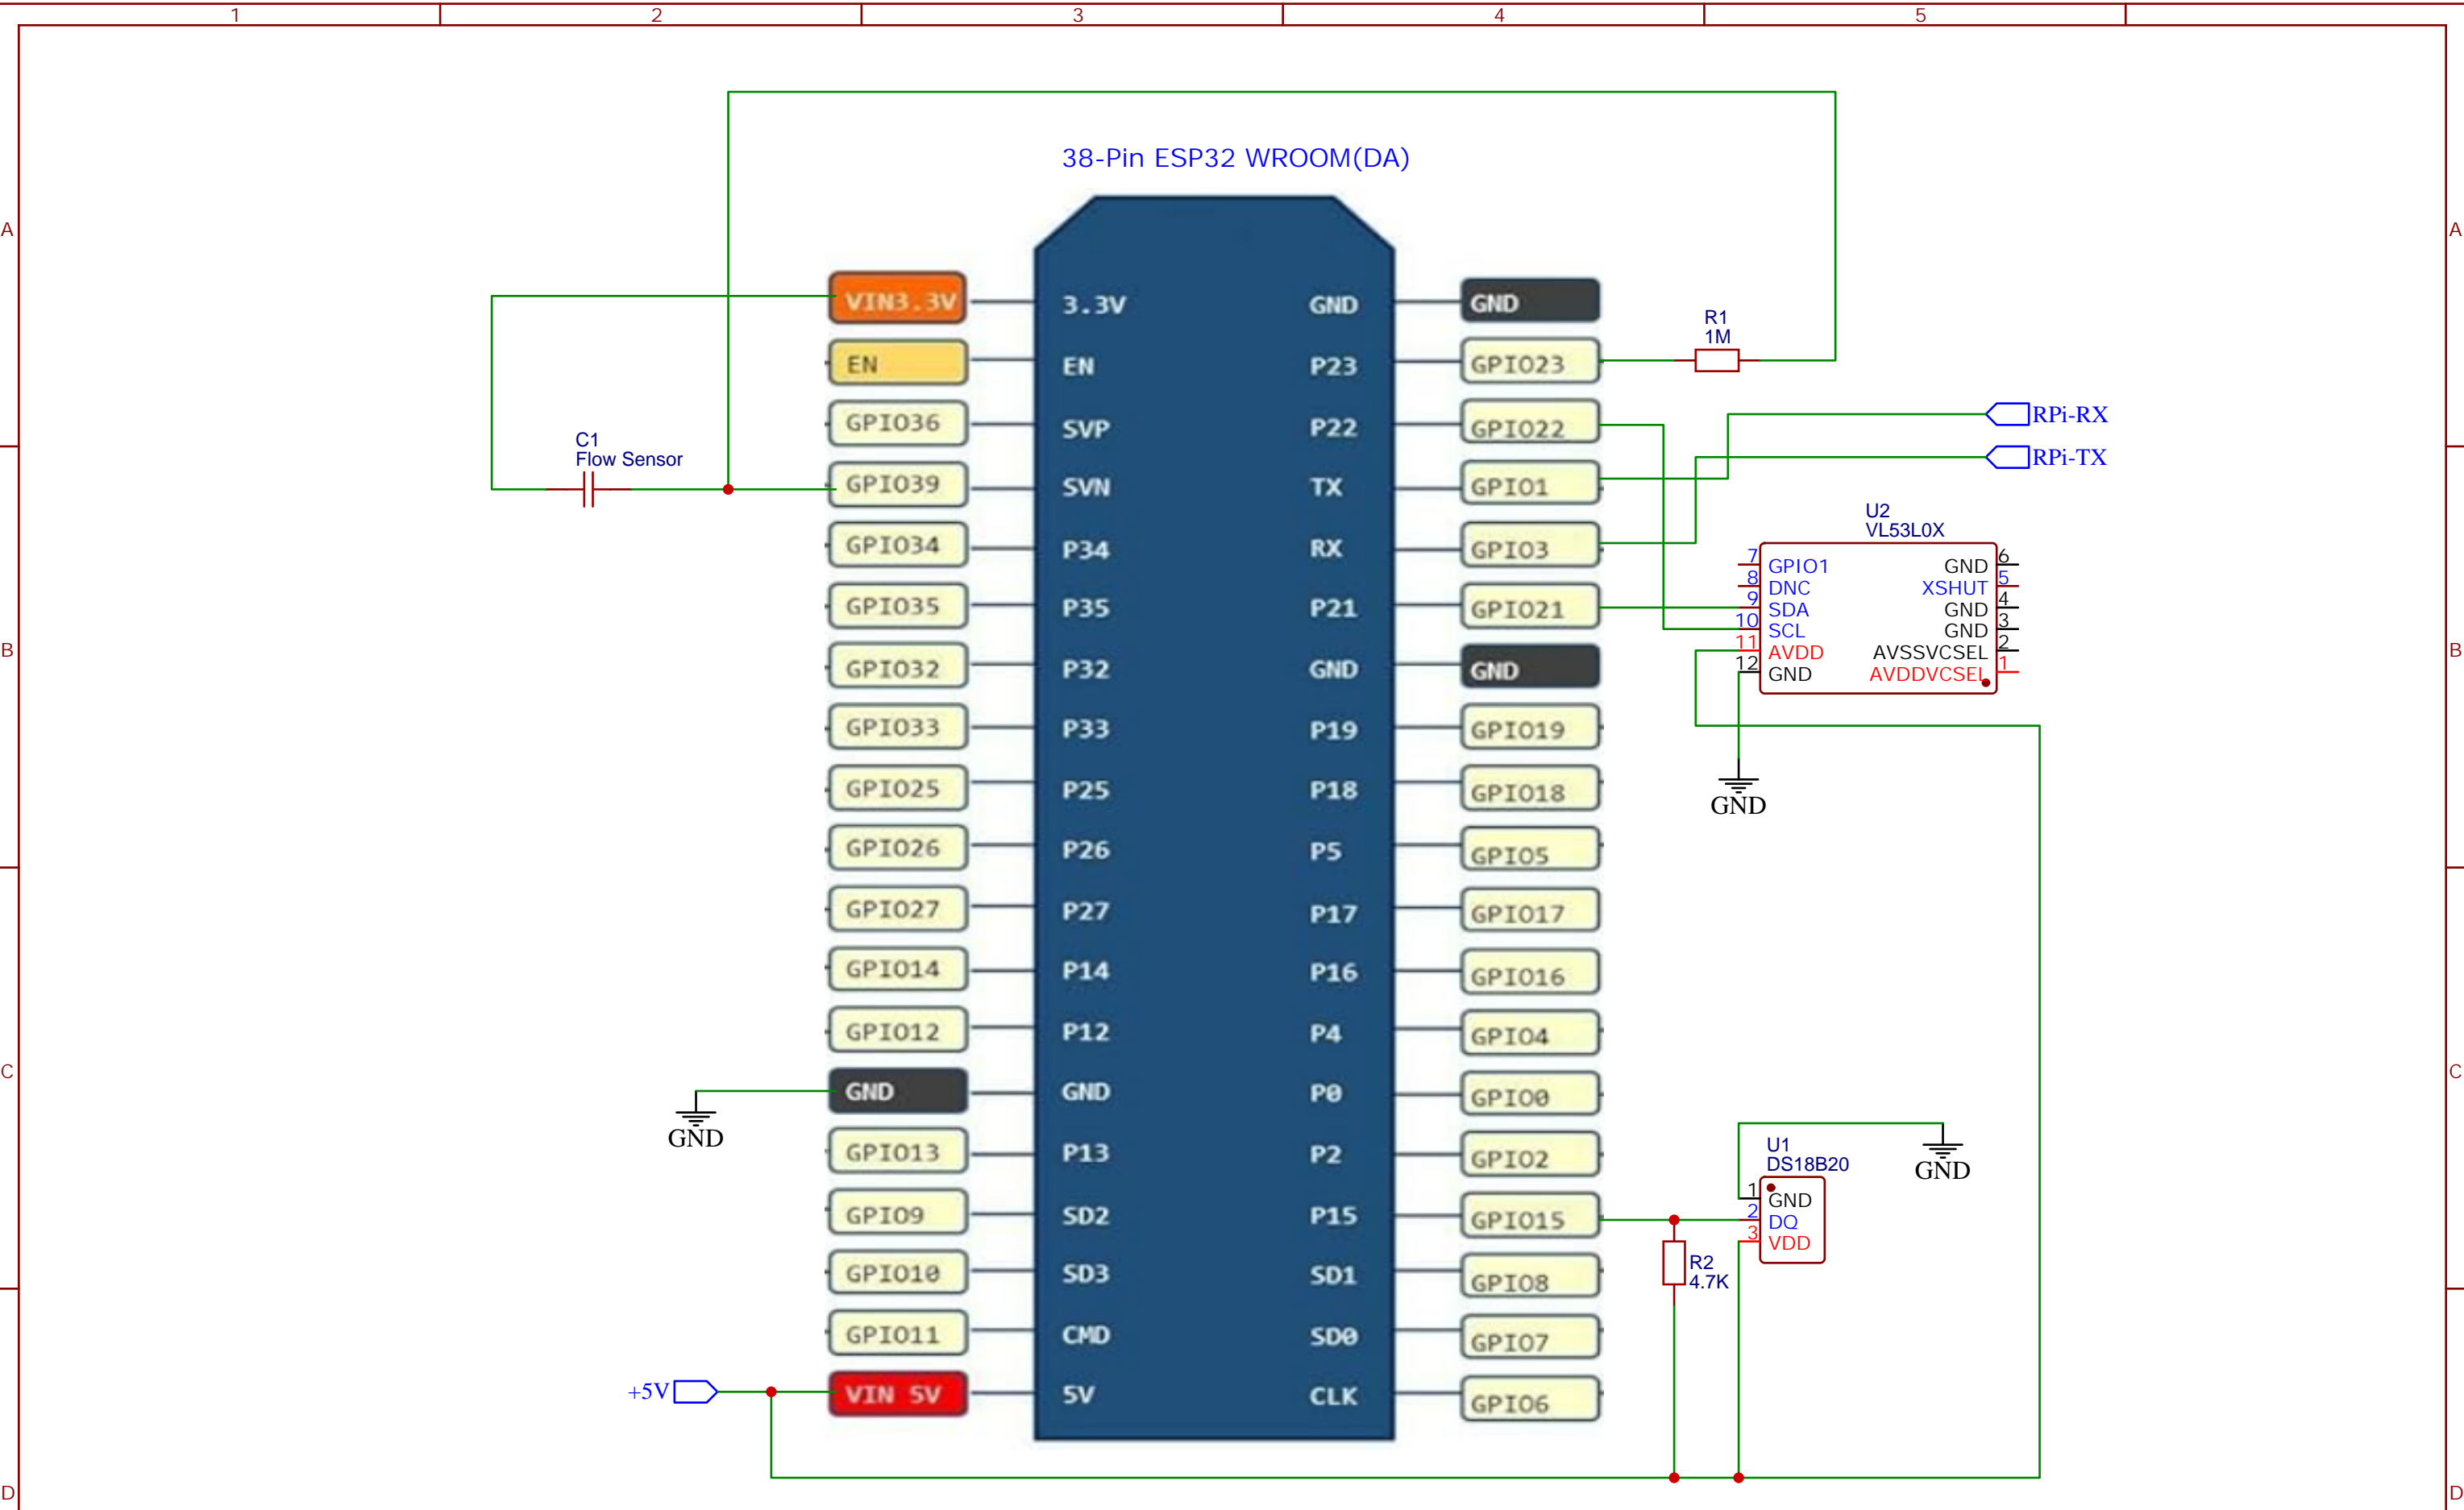 1 2 3 4 5
38-Pin ESP32 WROOM(DA)
A A
VIN3.3V 3.3V GND GND
R1
1M
EN EN P23 GPIO23
GPIO36 SVP P22 GPIO22
RPi-RX
C1
Flow Sensor
RPi-TX
GPIO39 SVN TX GPIO1
U2
VL53L0X
GPIO34 P34 RX GPIO3
7 GPIO1 GND 6
8 DNC XSHUT 5
9 SDA GND 4
10 SCL GND 3
11 AVDD AVSSVCSEL 2
12 GND AVDDVCSEL 1
GPIO35 P35 P21 GPIO21
B B
GPIO32 P32 GND GND
GPIO33 P33 P19 GPIO19
GPIO25 P25 P18 GPIO18
GND
GPIO26 P26 P5 GPIO5
GPIO27 P27 P17 GPIO17
GPIO14 P14 P16 GPIO16
GPIO12 P12 P4 GPIO4
C C
GND GND P0 GPIO0
GND
GPIO13 P13 P2 GPIO2
U1
DS18B20
GND
1 GND
2 DQ
3 VDD
GPIO9 SD2 P15 GPIO15
R2
4.7K
GPIO10 SD3 SD1 GPIO8
GPIO11 CMD SD0 GPIO7
+5V VIN 5V 5V CLK GPIO6
D D